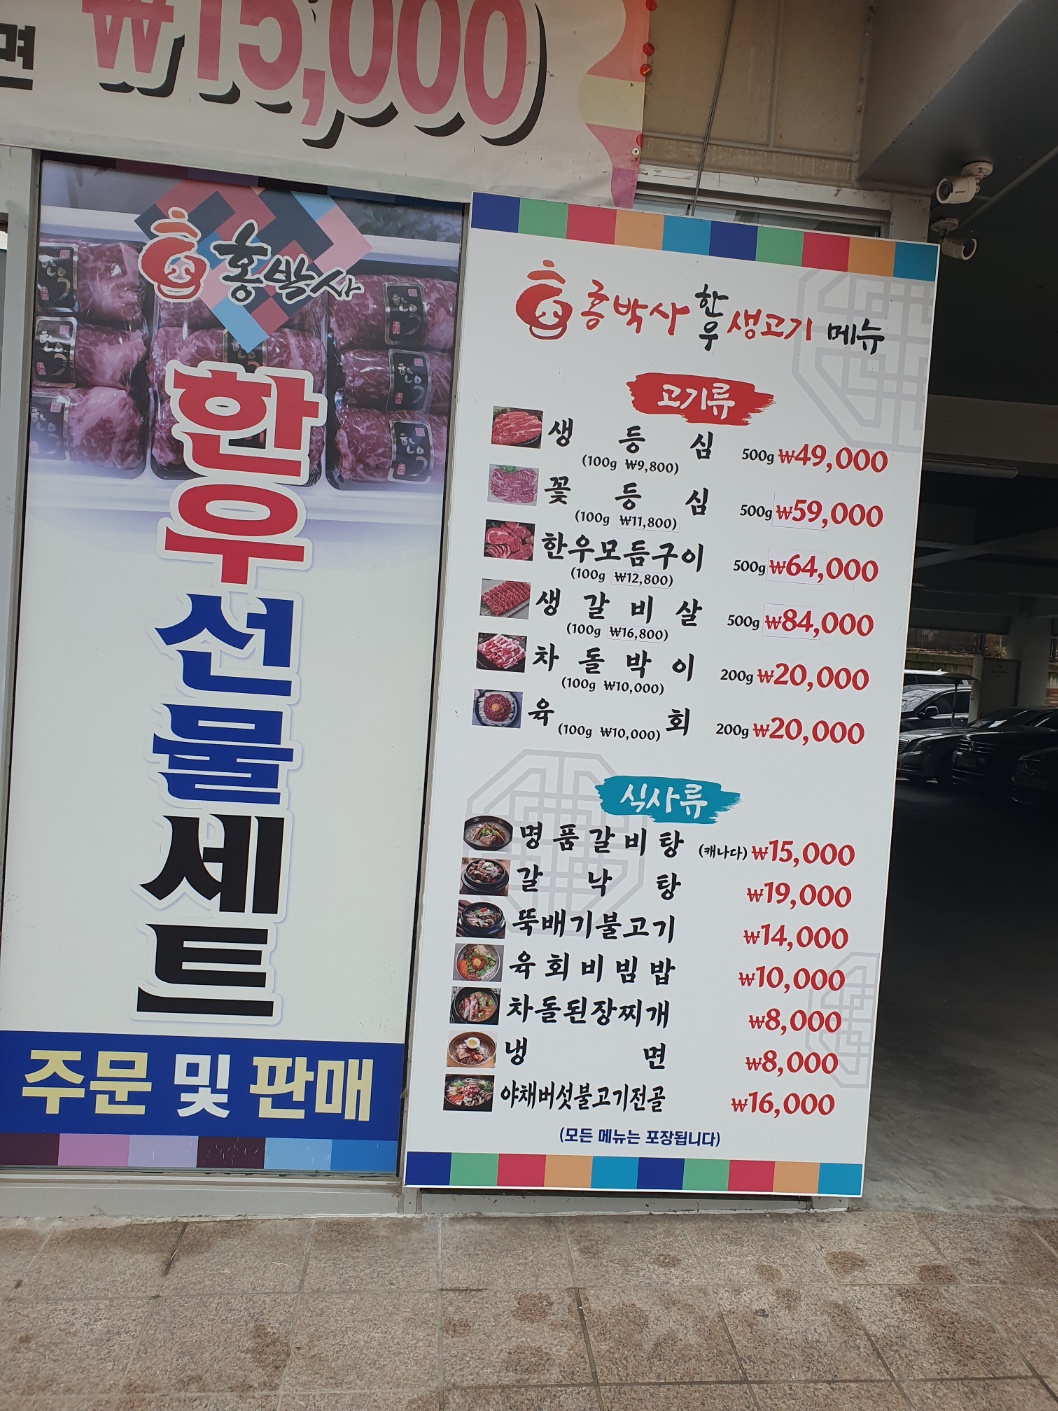 면 ₩15,000
홍박사
한우선물세트
주문 및 판매
홍박사 한우 생고기 메뉴
고기류
생등심 500g ₩49,000
(100g ₩9,800)
꽃등심 500g ₩59,000
(100g ₩11,800)
한우모듬구이 500g ₩64,000
(100g ₩12,800)
생갈비살 500g ₩84,000
(100g ₩16,800)
차돌박이 200g ₩20,000
(100g ₩10,000)
육회 200g ₩20,000
(100g ₩10,000)
식사류
명품갈비탕 (캐나다) ₩15,000
갈낙탕 ₩19,000
뚝배기불고기 ₩14,000
육회비빔밥 ₩10,000
차돌된장찌개 ₩8,000
냉면 ₩8,000
야채버섯불고기전골 ₩16,000
(모든 메뉴는 포장됩니다)